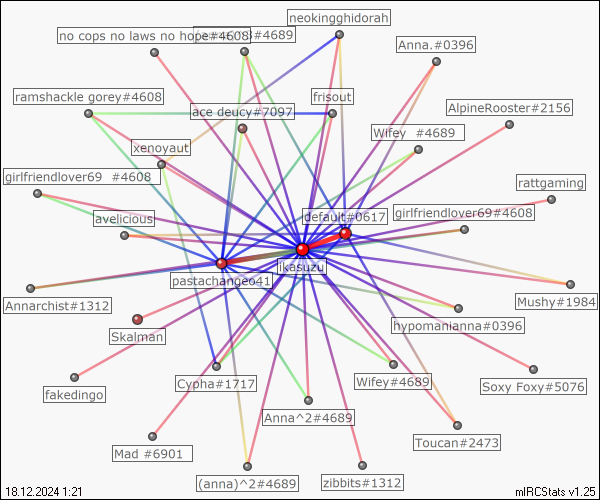 neokingghidorah
no cops no laws no hope#4608
#4689
Anna.#0396
ramshackle gorey#4608
frisout
ace deucy#7097
AlpineRooster#2156
Wifey  #4689
xenoyaut
girlfriendlover69  #4608
rattgaming
default#0617
girlfriendlover69#4608
avelicious
ikasuzu
pastachangeo41
Annarchist#1312
Mushy#1984
hypomanianna#0396
Skalman
Cypha#1717
Wifey#4689
Soxy Foxy#5076
fakedingo
Anna^2#4689
Toucan#2473
Mad #6901
(anna)^2#4689
zibbits#1312
18.12.2024 1:21
mIRCStats v1.25